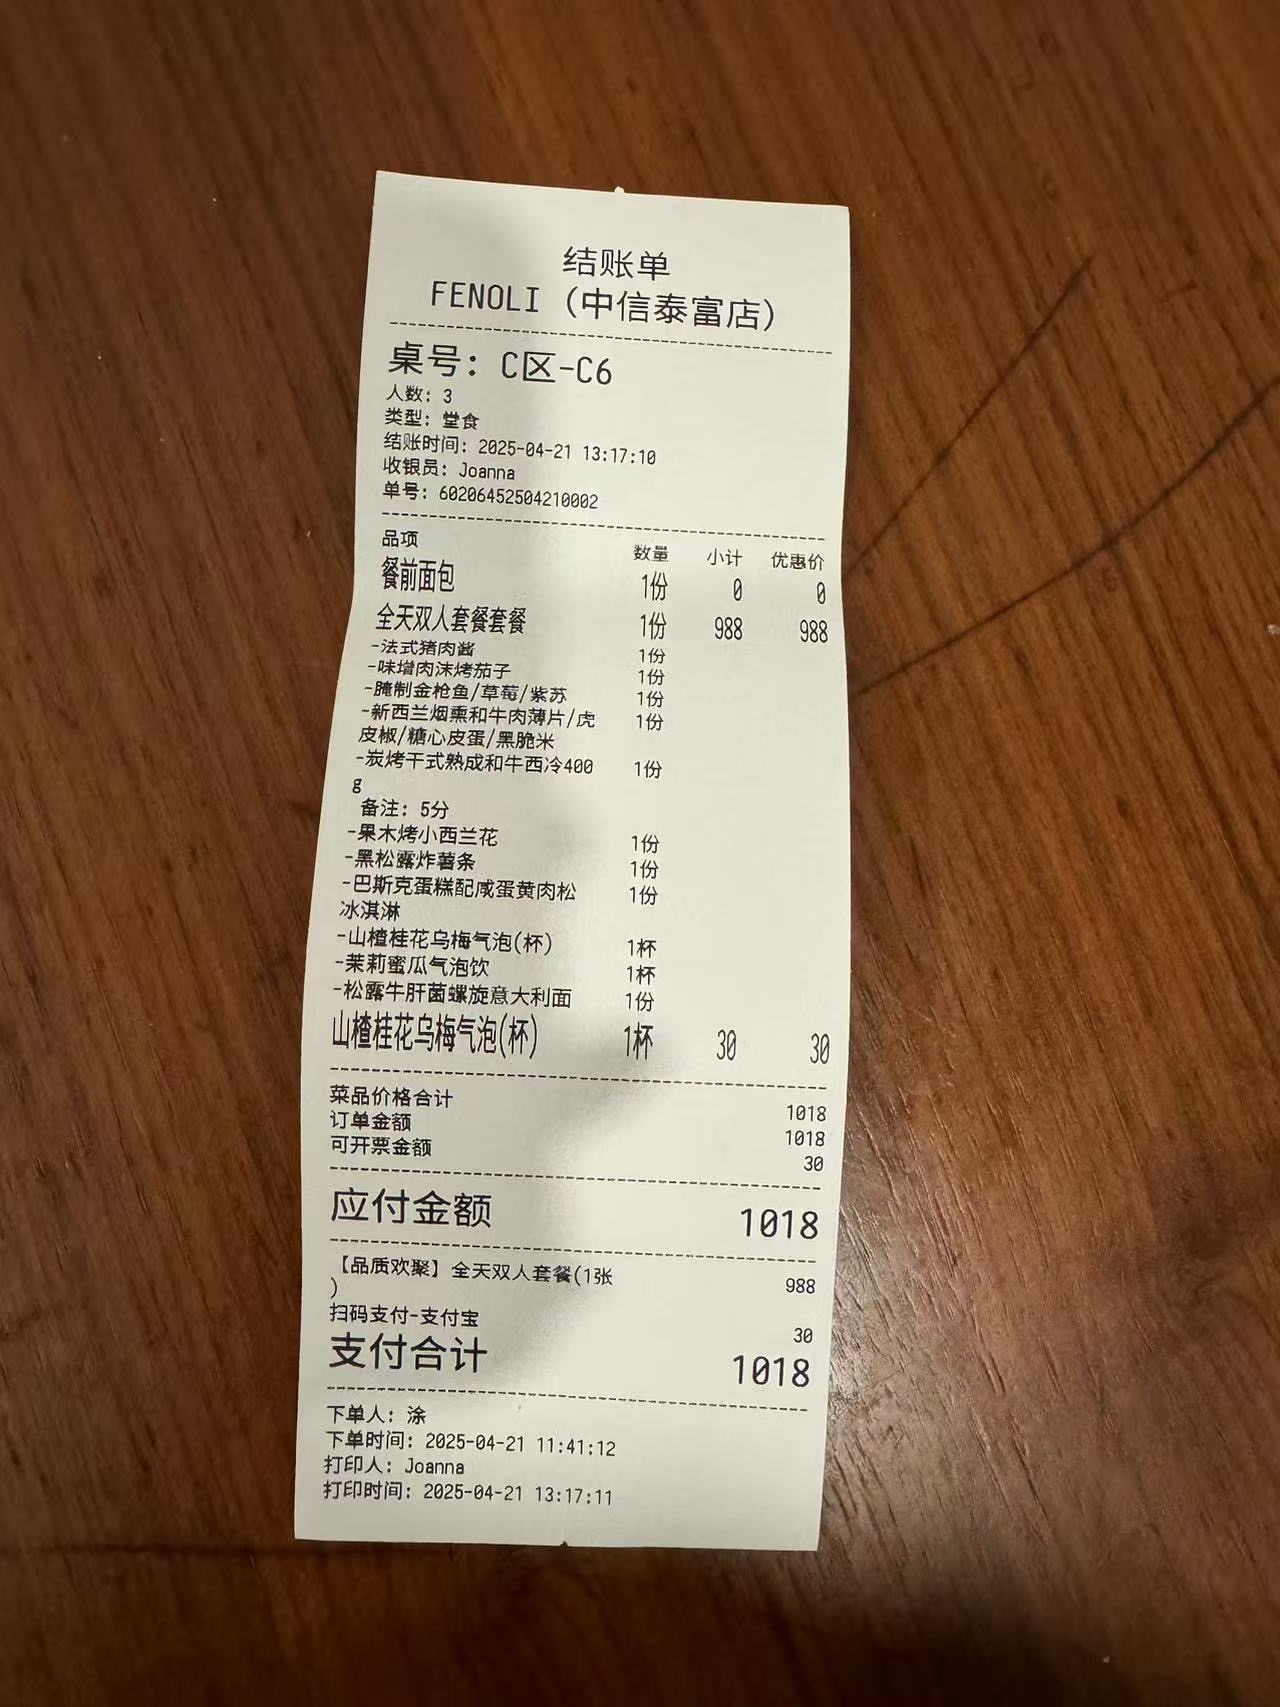 结账单
FENOLI（中信泰富店）
桌号：C区-C6
人数：3
类型：堂食
结账时间：2025-04-21 13:17:10
收银员：Joanna
单号：60206452504210002
品项 数量 小计 优惠价
餐前面包 1份 0 0
全天双人套餐套餐 1份 988 988
-法式猪肉酱 1份
-味增肉沫烤茄子 1份
-腌制金枪鱼/草莓/紫苏 1份
-新西兰烟熏和牛肉薄片/虎 1份
皮椒/糖心皮蛋/黑脆米
-炭烤干式熟成和牛西冷400 1份
g
备注：5分
-果木烤小西兰花 1份
-黑松露炸薯条 1份
-巴斯克蛋糕配咸蛋黄肉松 1份
冰淇淋
-山楂桂花乌梅气泡(杯) 1杯
-茉莉蜜瓜气泡饮 1杯
-松露牛肝菌螺旋意大利面 1份
山楂桂花乌梅气泡(杯) 1杯 30 30
菜品价格合计 1018
订单金额 1018
可开票金额 30
应付金额 1018
【品质欢聚】全天双人套餐(1张 988
)
扫码支付-支付宝 30
支付合计 1018
下单人：涂
下单时间：2025-04-21 11:41:12
打印人：Joanna
打印时间：2025-04-21 13:17:11